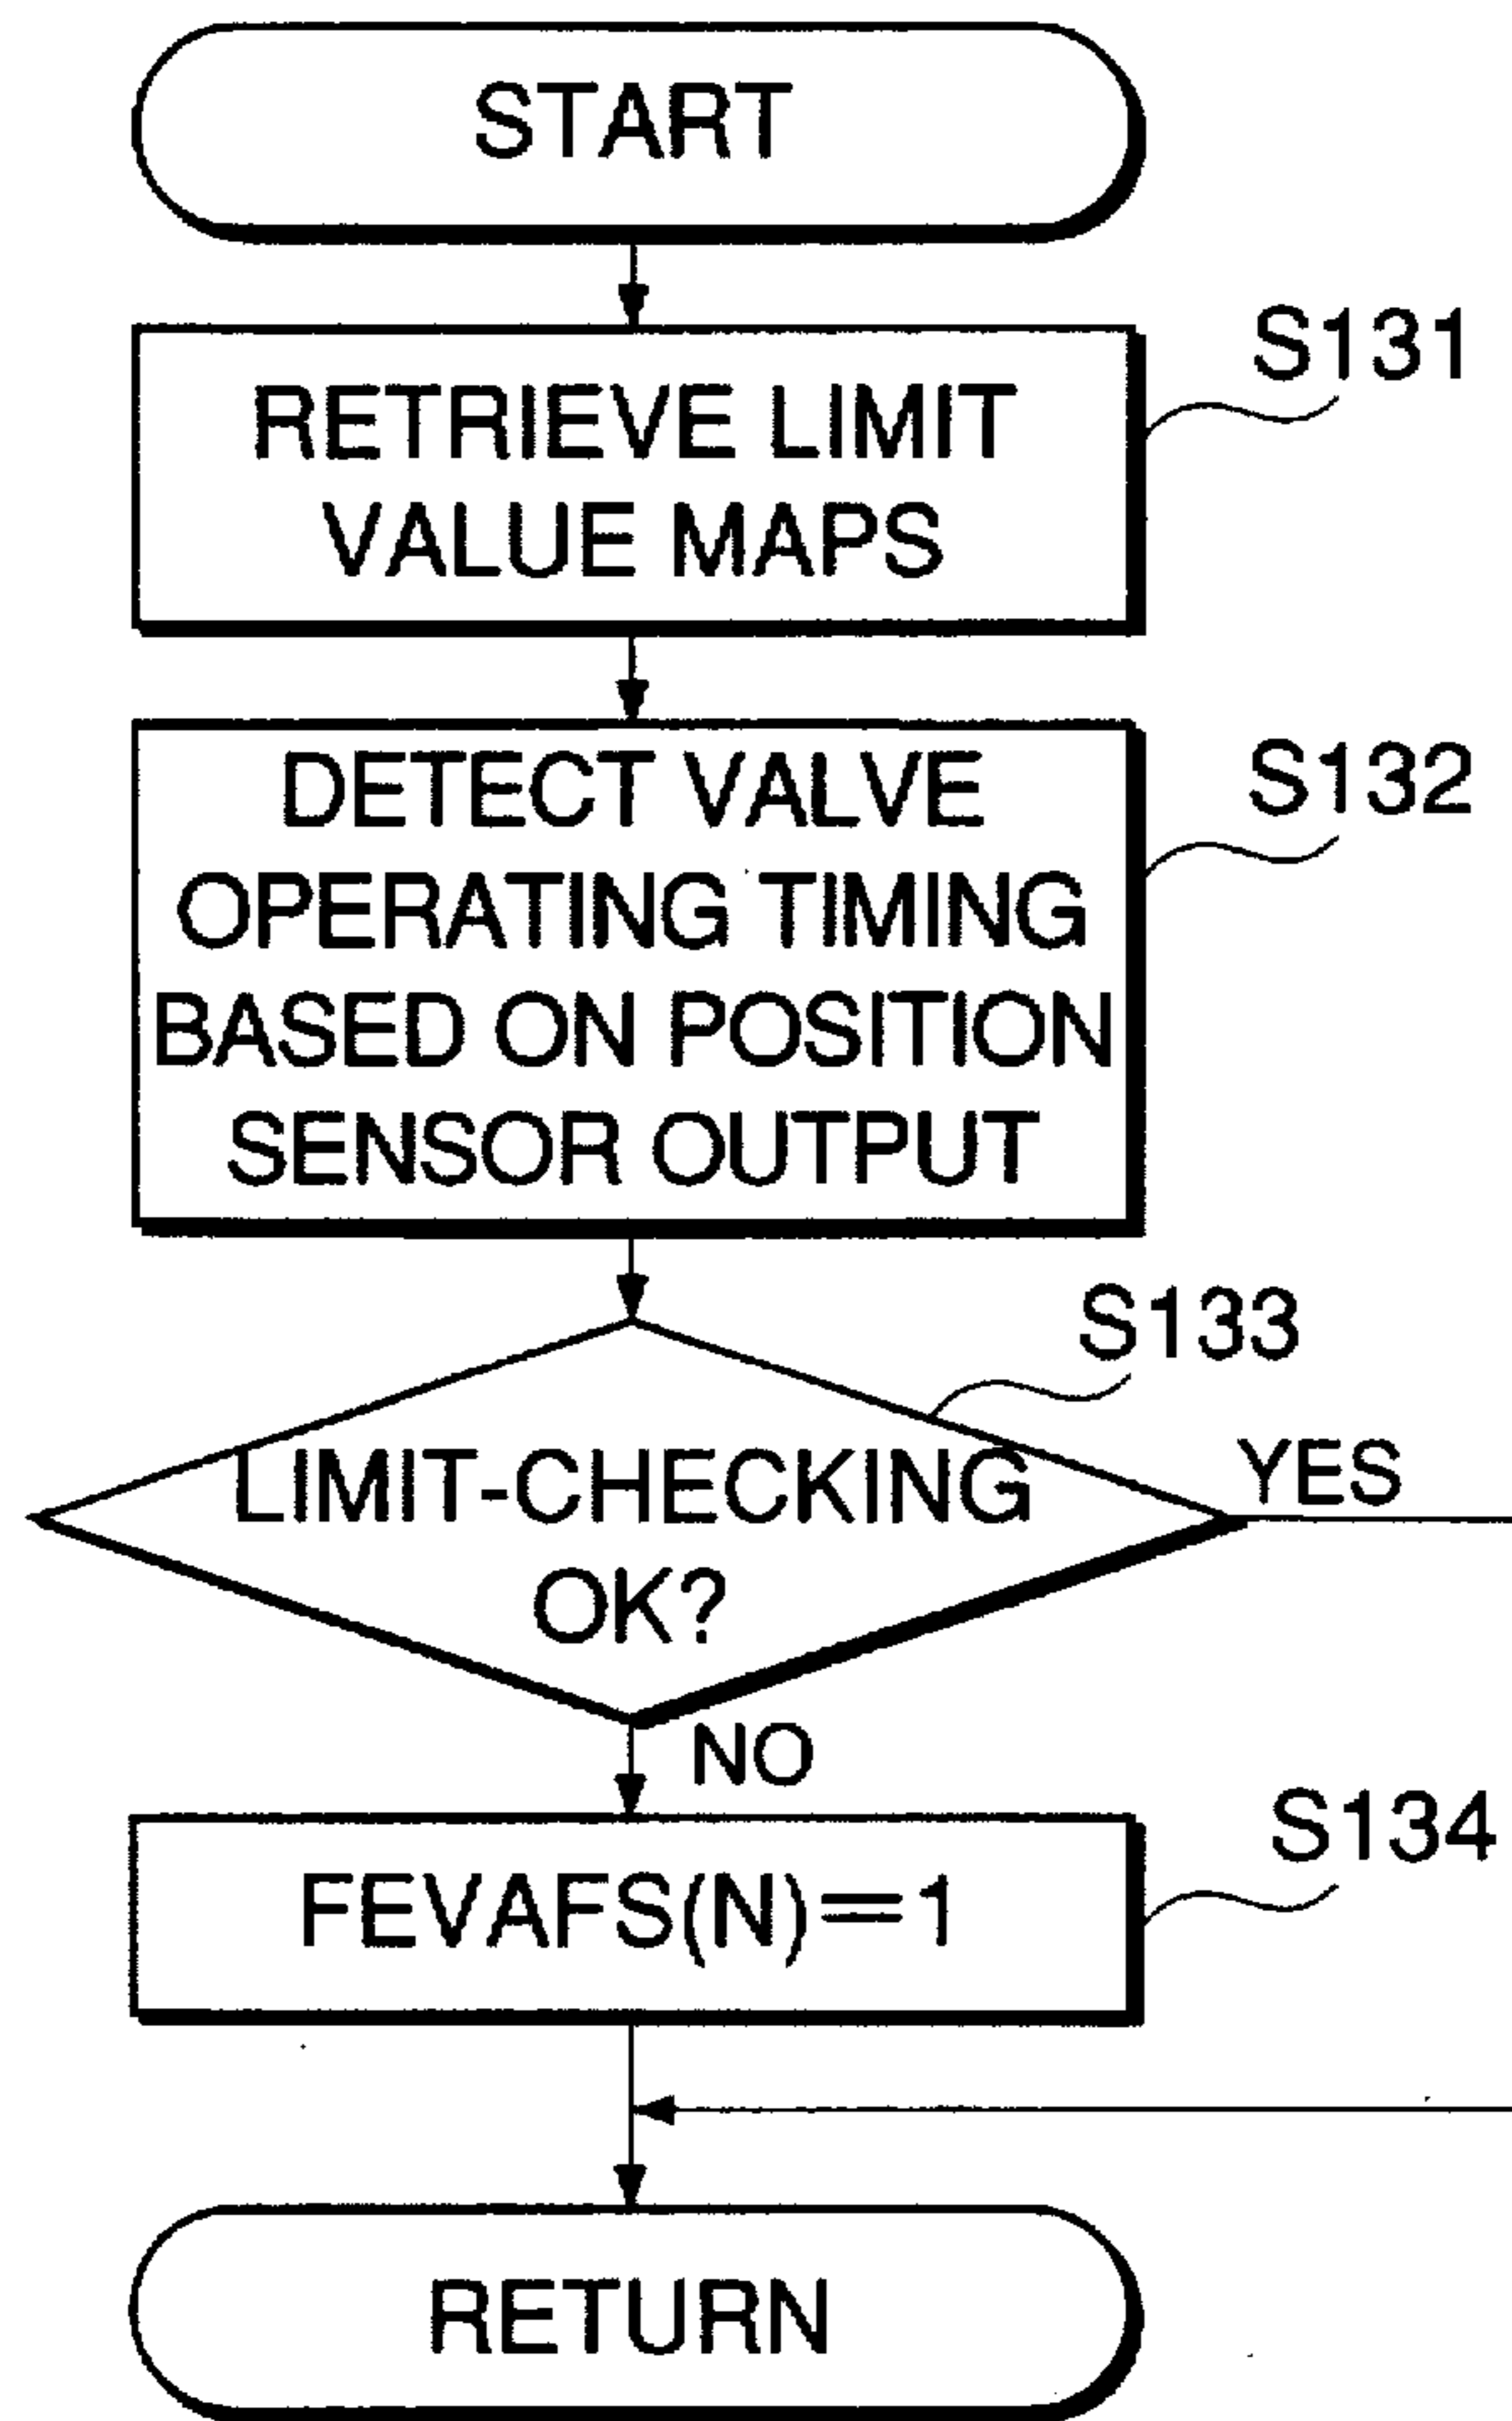 START
S131
RETRIEVE LIMIT
VALUE MAPS
S132
DETECT VALVE
OPERATING TIMING
BASED ON POSITION
SENSOR OUTPUT
S133
LIMIT-CHECKING
OK?
YES
NO
S134
FEVAFS(N)=1
RETURN